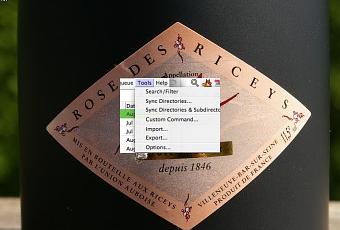 ROSE DES RICEYS
Appellation
ueue Tools Help
Search/Filter
Sync Directories...
Sync Directories & Subdirecto
Custom Command...
Import...
Export...
Options...
Dat
Au
Jul
Jul
Au
Au
depuis 1846
MIS EN BOUTEILLE AUX RICEYS
PAR L'UNION AUBOISE
VILLENEUVE-BAR-SUR-SEINE
PRODUIT DE FRANCE